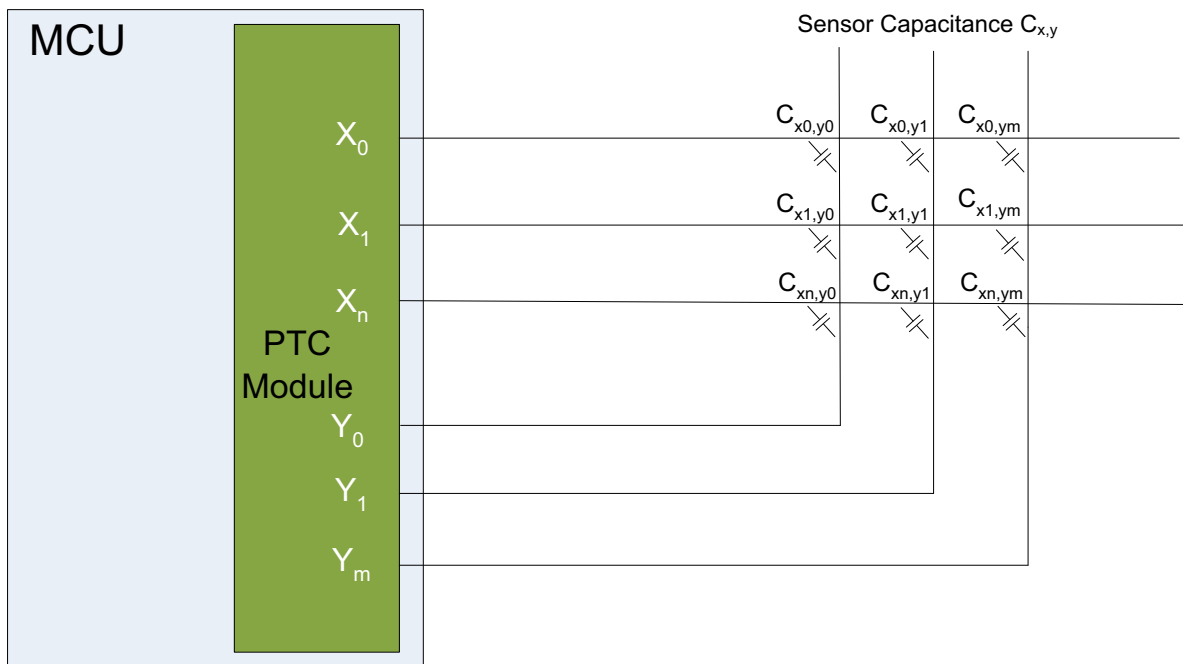 MCU
Sensor Capacitance Cx,y
X0
Cx0,y0 Cx0,y1 Cx0,ym
X1
Cx1,y0 Cx1,y1 Cx1,ym
Xn
Cxn,y0 Cxn,y1 Cxn,ym
PTC
Module
Y0
Y1
Ym